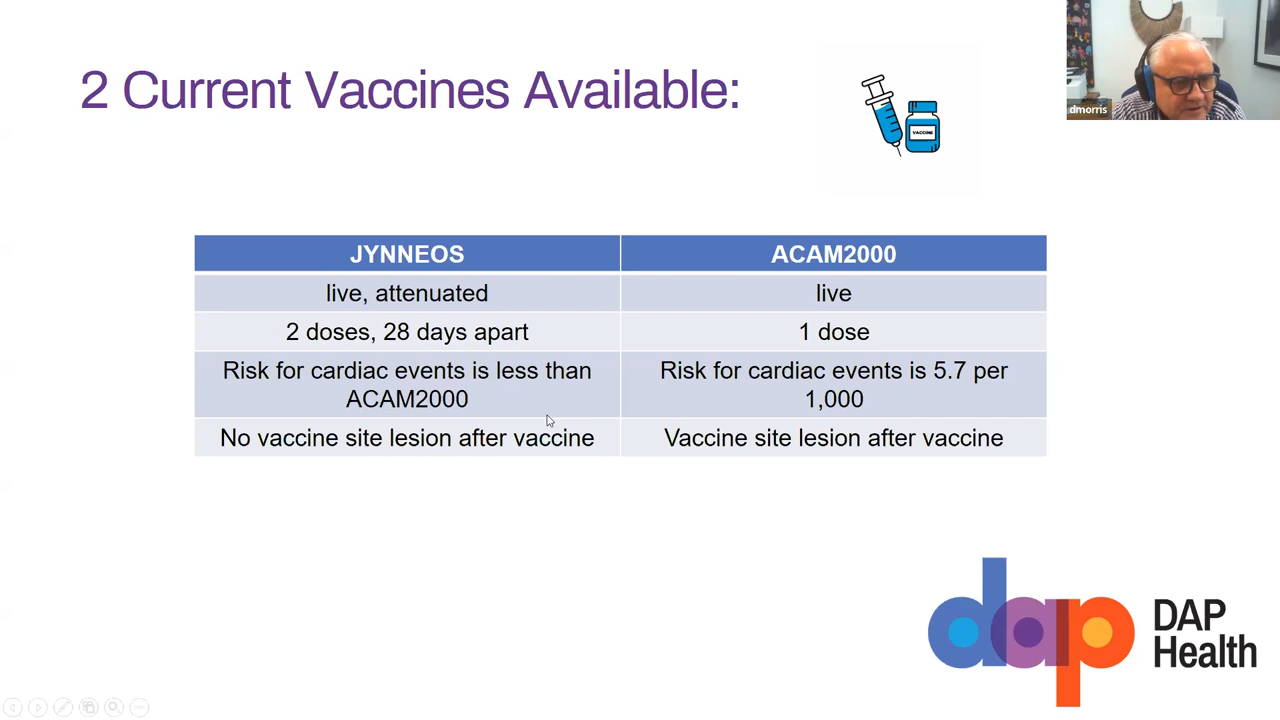 2 Current Vaccines Available:
VACCINE
dmorris
JYNNEOS
ACAM2000
live, attenuated
live
2 doses, 28 days apart
1 dose
Risk for cardiac events is less than
ACAM2000
Risk for cardiac events is 5.7 per
1,000
No vaccine site lesion after vaccine
Vaccine site lesion after vaccine
dap
DAP
Health